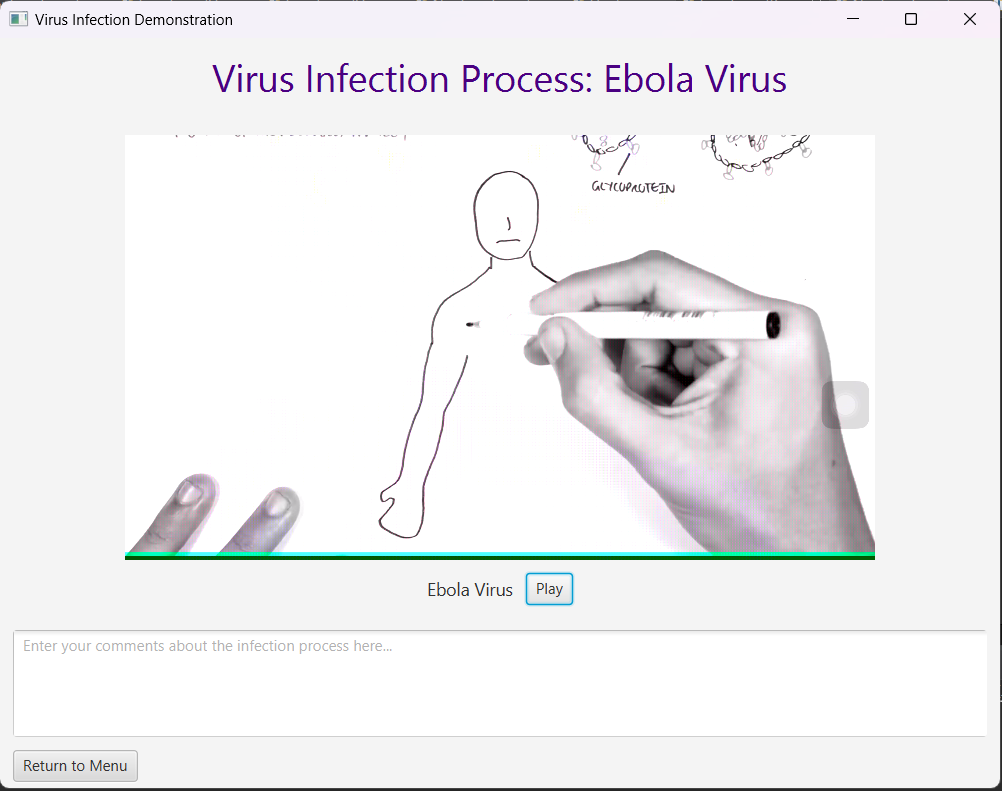 Virus Infection Demonstration
Virus Infection Process: Ebola Virus
GLYCOPROTEIN
Ebola Virus
Play
Enter your comments about the infection process here...
Return to Menu